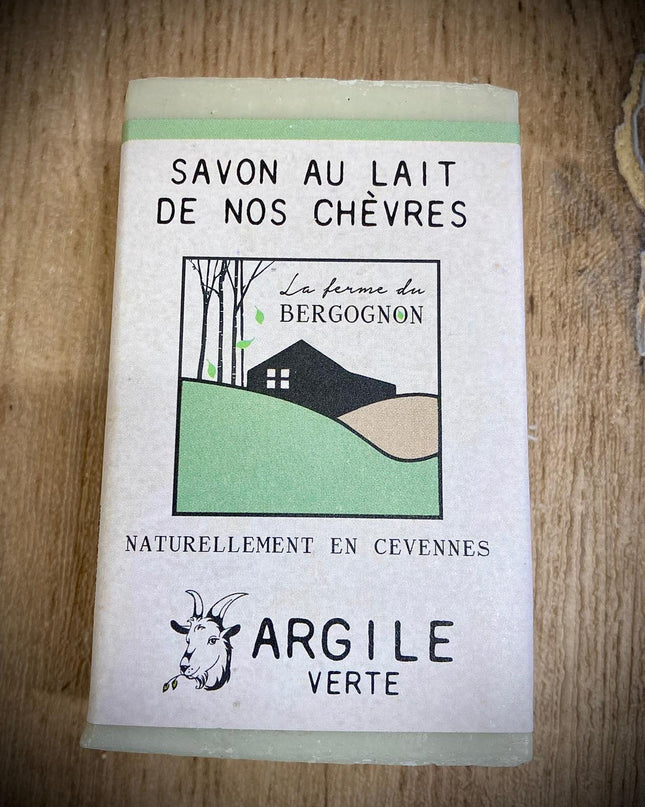 SAVON AU LAIT
DE NOS CHÈVRES
La ferme du
BERGOGNON
NATURELLEMENT EN CEVENNES
ARGILE
VERTE